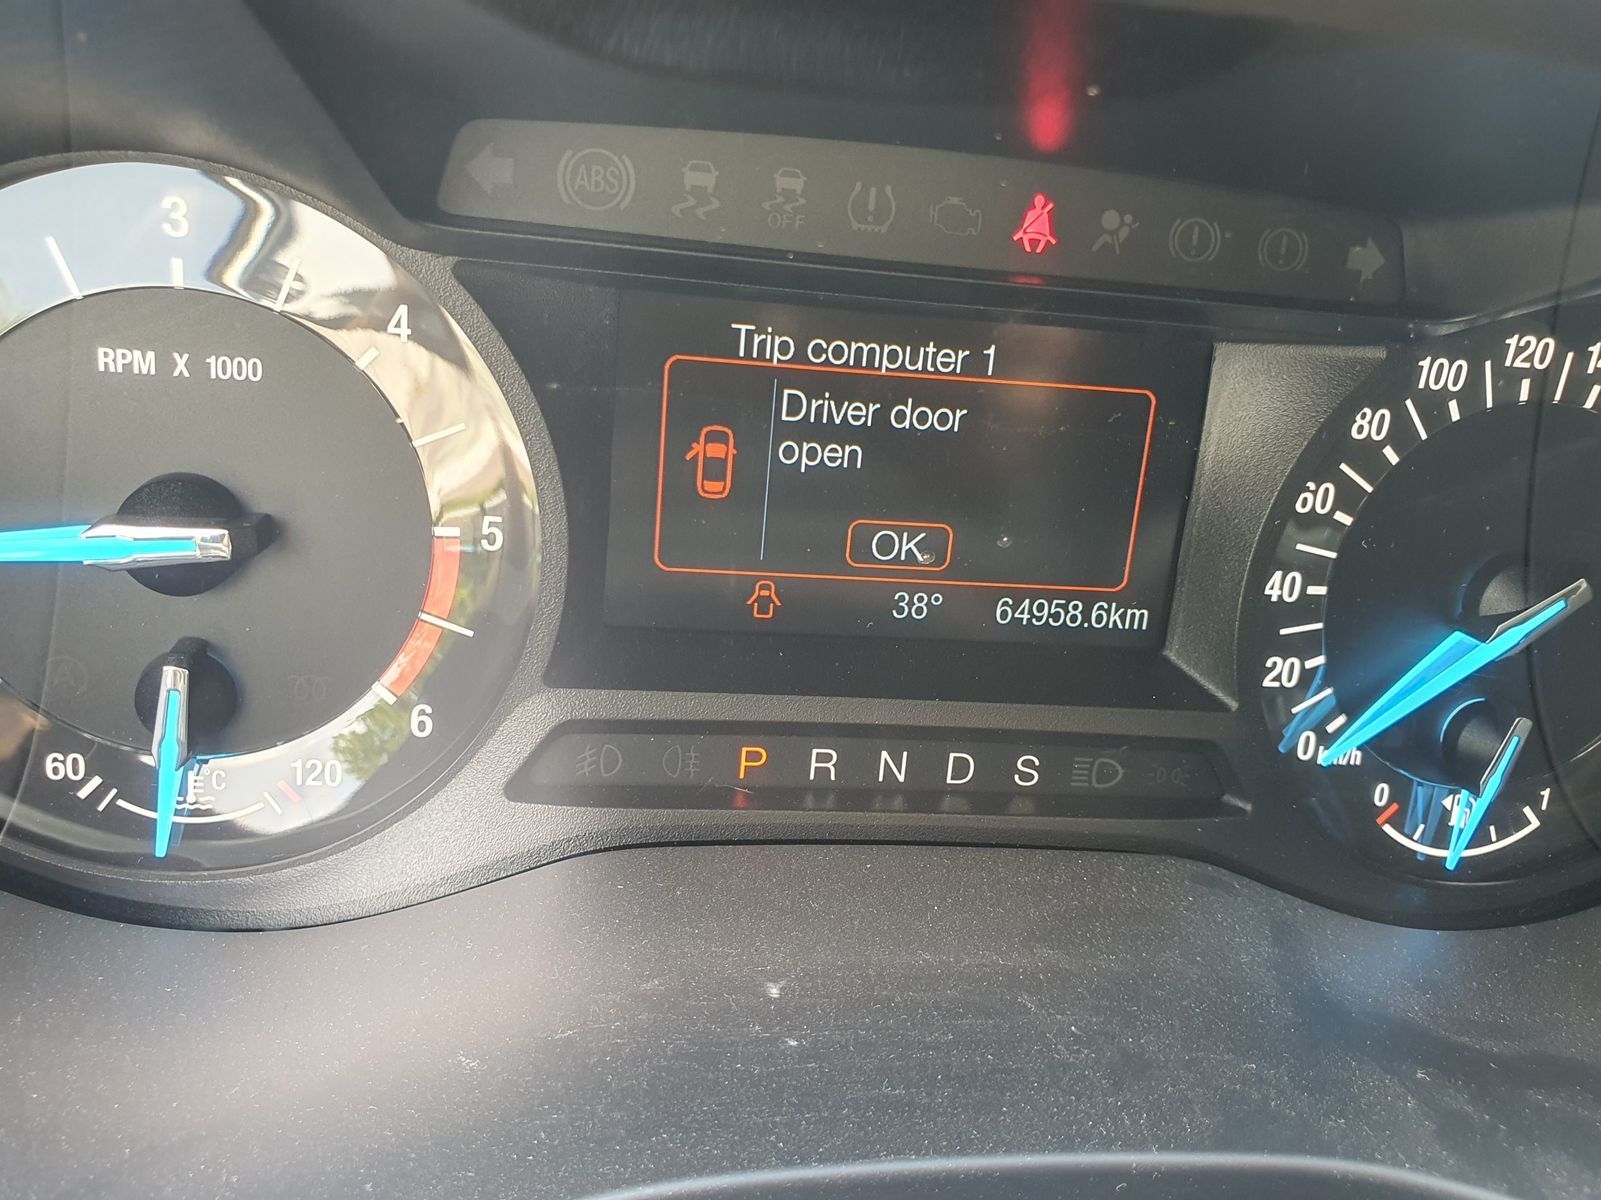 ABS
OFF
3
4
5
6
RPM X 1000
60
°C
120
Trip computer 1
Driver door
open
OK
38°
64958.6km
P R N D S
120
100
80
60
40
20
0
km/h
0
1